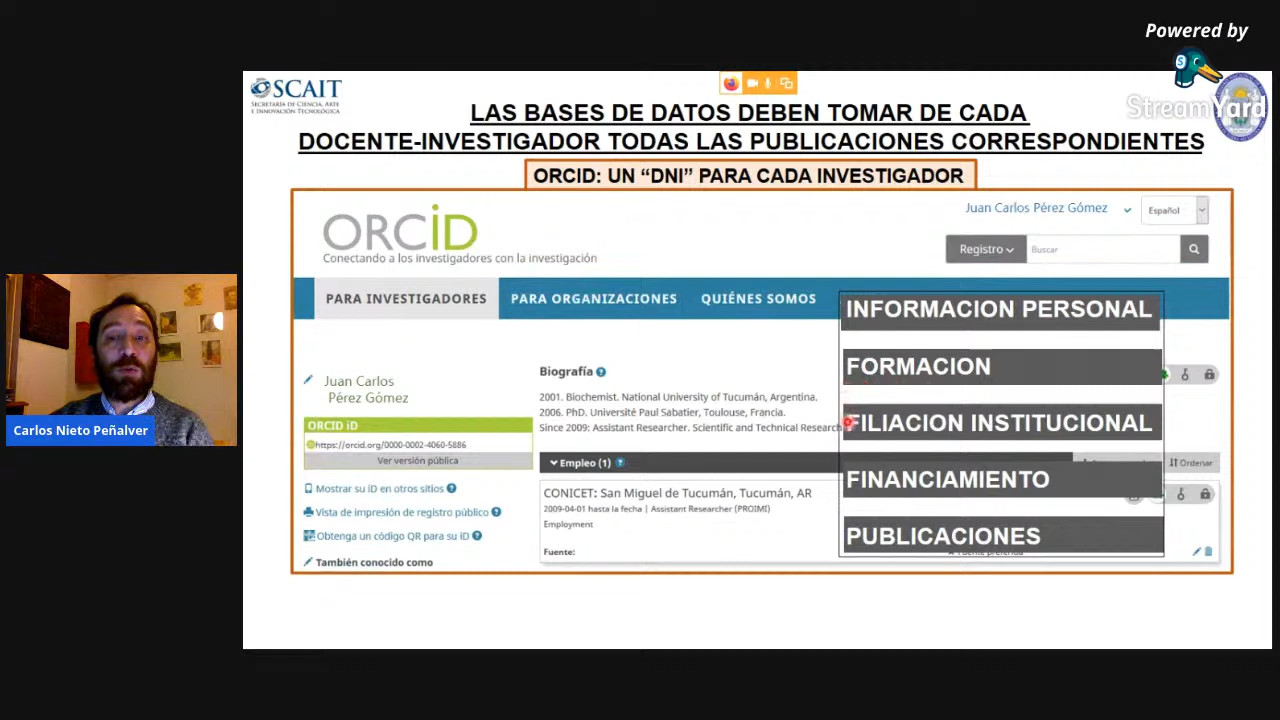 Powered by
StreamYard
SCAIT
SECRETARÍA DE CIENCIA, ARTE
E INNOVACIÓN TECNOLÓGICA
LAS BASES DE DATOS DEBEN TOMAR DE CADA
DOCENTE-INVESTIGADOR TODAS LAS PUBLICACIONES CORRESPONDIENTES
ORCID: UN “DNI” PARA CADA INVESTIGADOR
ORCiD
Conectando a los investigadores con la investigación
Juan Carlos Pérez Gómez
Español
Registro
Buscar
PARA INVESTIGADORES
PARA ORGANIZACIONES
QUIÉNES SOMOS
INFORMACION PERSONAL
FORMACION
FILIACION INSTITUCIONAL
FINANCIAMIENTO
PUBLICACIONES
Juan Carlos
Pérez Gómez
ORCID iD
https://orcid.org/0000-0002-4060-5886
Ver versión pública
Mostrar su iD en otros sitios
Vista de impresión de registro público
Obtenga un código QR para su iD
También conocido como
Biografía
2001. Biochemist. National University of Tucumán, Argentina.
2006. PhD. Université Paul Sabatier, Toulouse, Francia.
Since 2009: Assistant Researcher. Scientific and Technical Research
Empleo (1)
Ordenar
CONICET: San Miguel de Tucumán, Tucumán, AR
2009-04-01 hasta la fecha | Assistant Researcher (PROIMI)
Employment
Fuente:
Carlos Nieto Peñalver